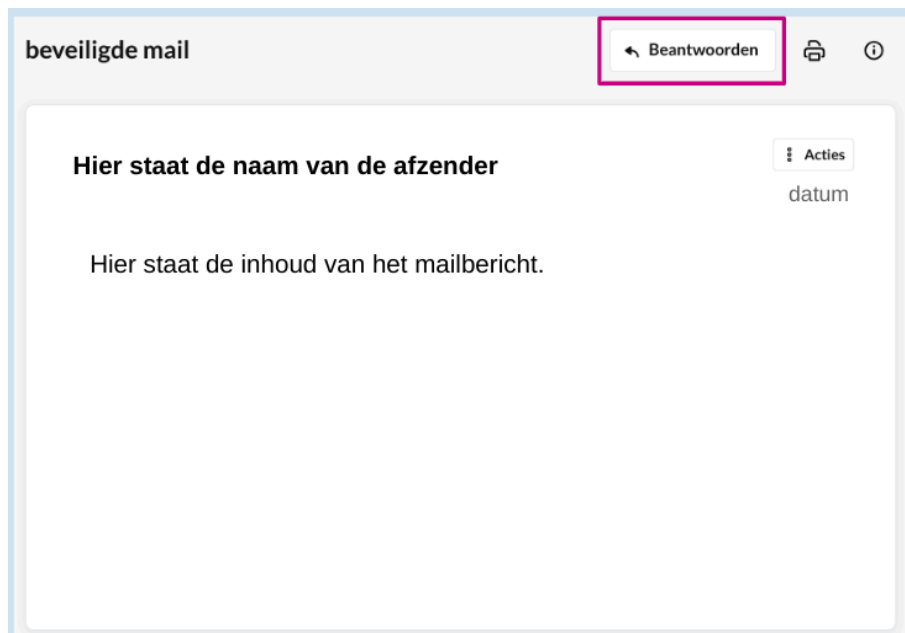 beveiligde mail
Beantwoorden
Hier staat de naam van de afzender
Acties
datum
Hier staat de inhoud van het mailbericht.